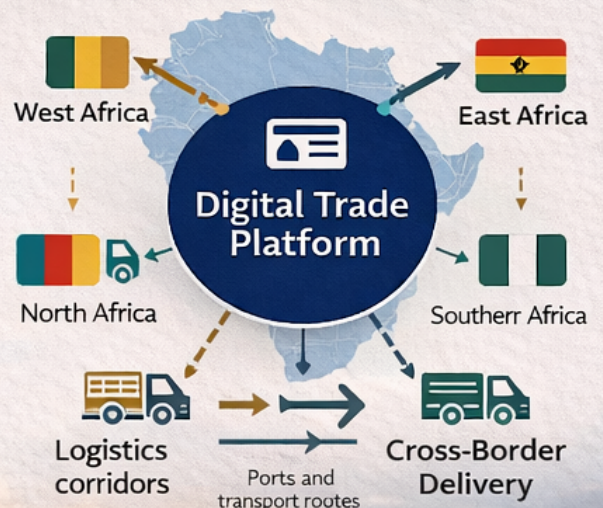 West Africa
East Africa
Digital Trade
Platform
North Africa
Southerr Africa
Logistics
corridors
Ports and
transport routes
Cross-Border
Delivery